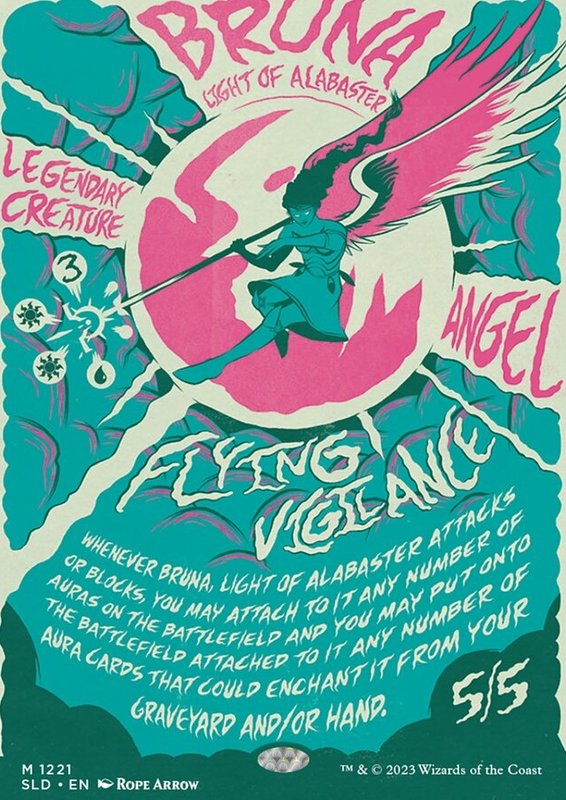 BRUNA
LIGHT OF ALABASTER
LEGENDARY
CREATURE
3
ANGEL
FLYING
VIGILANCE
WHENEVER BRUNA, LIGHT OF ALABASTER ATTACKS
OR BLOCKS, YOU MAY ATTACH TO IT ANY NUMBER OF
AURAS ON THE BATTLEFIELD AND YOU MAY PUT ONTO
THE BATTLEFIELD ATTACHED TO IT ANY NUMBER OF
AURA CARDS THAT COULD ENCHANT IT FROM YOUR
GRAVEYARD AND/OR HAND.
5/5
M 1221
SLD • EN ROPE ARROW
™ & © 2023 Wizards of the Coast